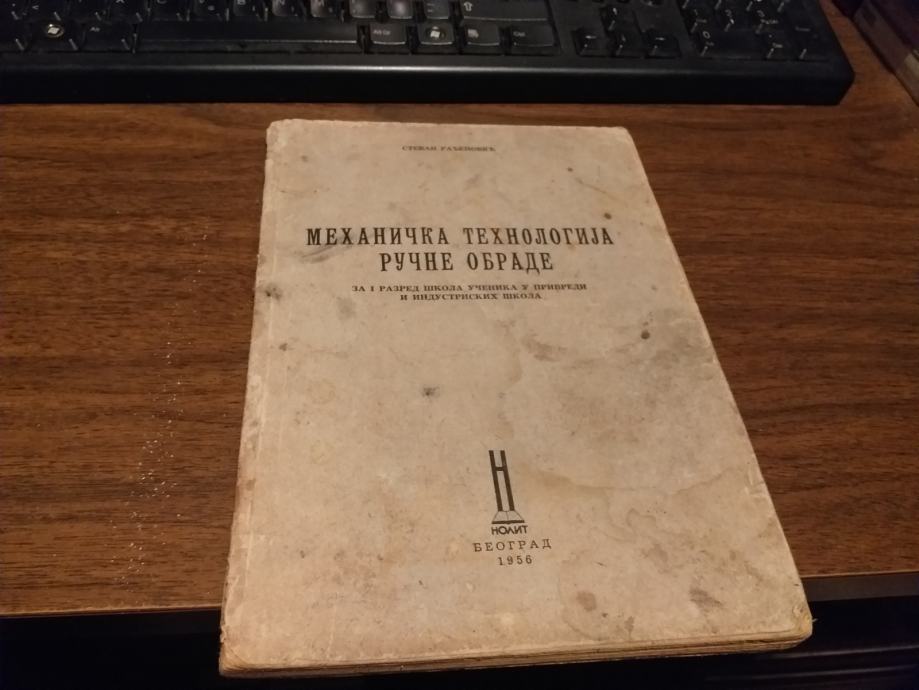 СТЕВАН
МЕХАНИЧКА ТЕХНОЛОГИЈА
РУЧНЕ ОБРАДЕ
ЗА I РАЗРЕД ШКОЛА УЧЕНИКА У ПРИВРЕДИ
И ИНДУСТРИСКИХ ШКОЛА
НОЛИТ
БЕОГРАД
1956